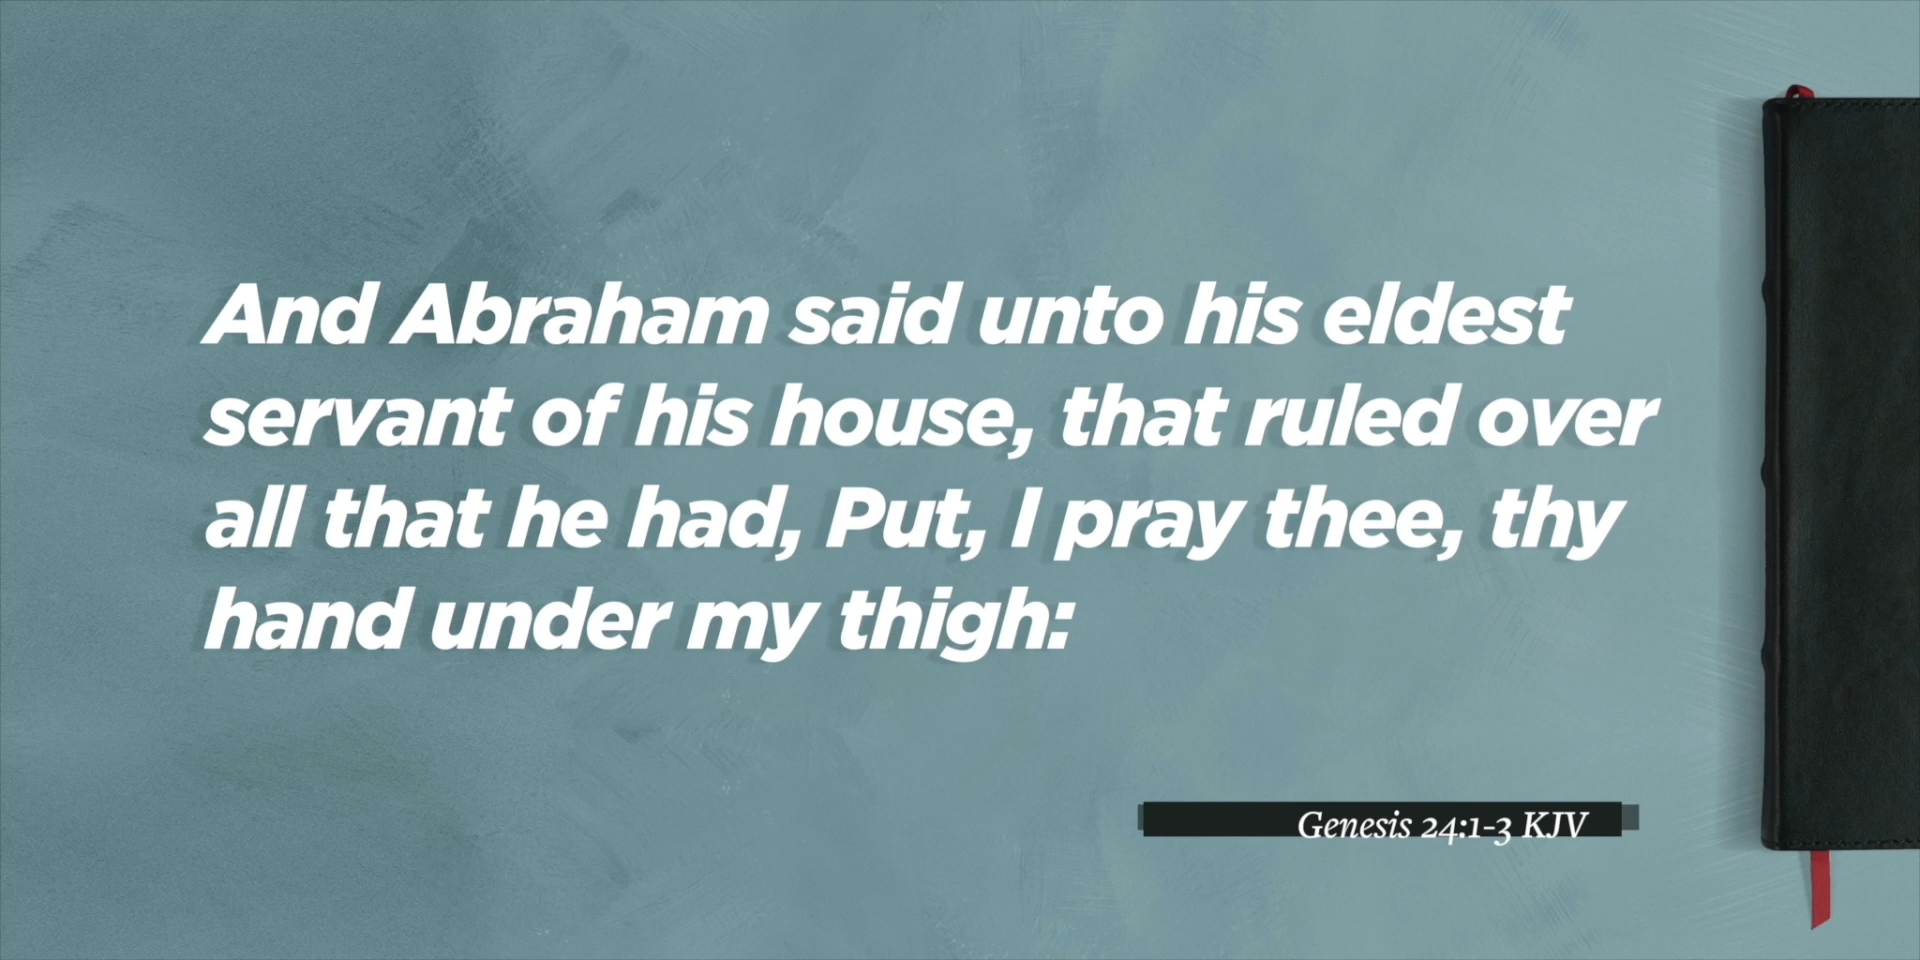 And Abraham said unto his eldest
servant of his house, that ruled over
all that he had, Put, I pray thee, thy
hand under my thigh:
Genesis 24:1-3 KJV